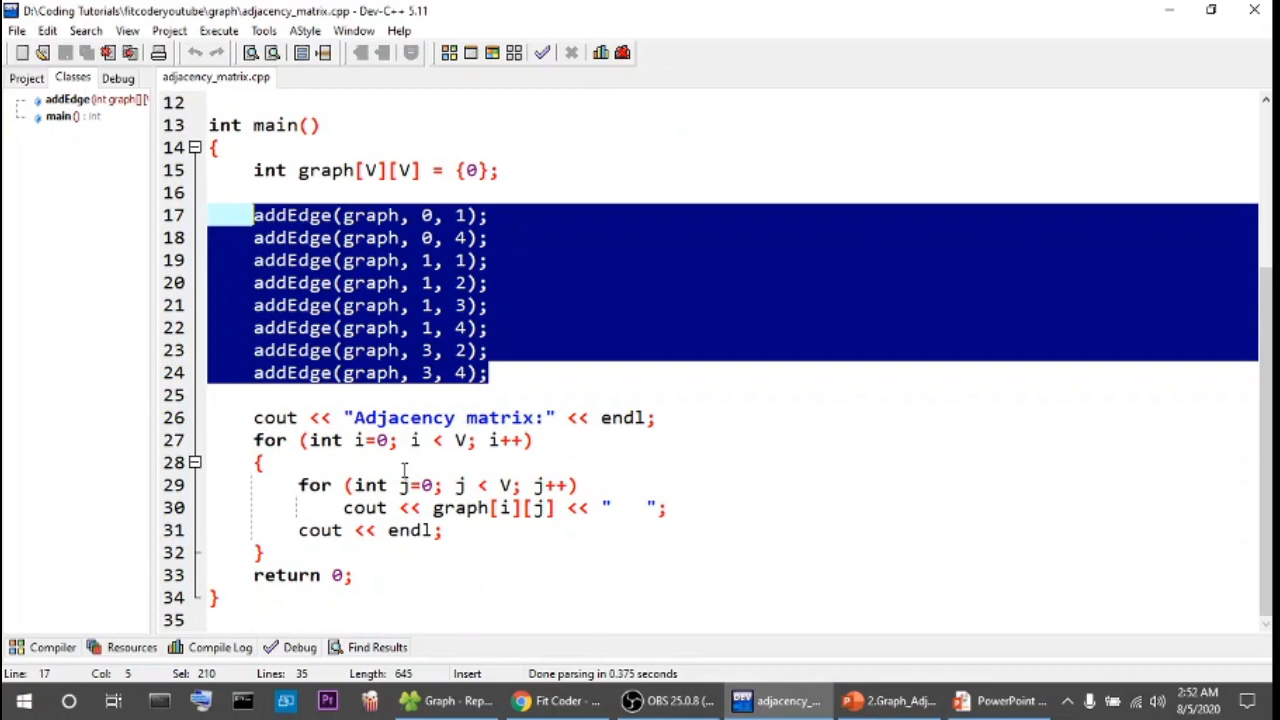 D:\Coding Tutorials\fitcoderyoutube\graph\adjacency_matrix.cpp - Dev-C++ 5.11
File Edit Search View Project Execute Tools AStyle Window Help
Project Classes Debug adjacency_matrix.cpp
addEdge (int graph[][V
main () : int
12
13 int main()
14 {
15 int graph[V][V] = {0};
16
17 addEdge(graph, 0, 1);
18 addEdge(graph, 0, 4);
19 addEdge(graph, 1, 1);
20 addEdge(graph, 1, 2);
21 addEdge(graph, 1, 3);
22 addEdge(graph, 1, 4);
23 addEdge(graph, 3, 2);
24 addEdge(graph, 3, 4);
25
26 cout << "Adjacency matrix:" << endl;
27 for (int i=0; i < V; i++)
28 {
29 for (int j=0; j < V; j++)
30 cout << graph[i][j] << "   ";
31 cout << endl;
32 }
33 return 0;
34 }
35
Compiler Resources Compile Log Debug Find Results
Line: 17 Col: 5 Sel: 210 Lines: 35 Length: 645 Insert Done parsing in 0.375 seconds
Graph - Rep... Fit Coder - ... OBS 25.0.8 (... DEV adjacency_... 2.Graph_Adj... PowerPoint ... 2:52 AM
8/5/2020